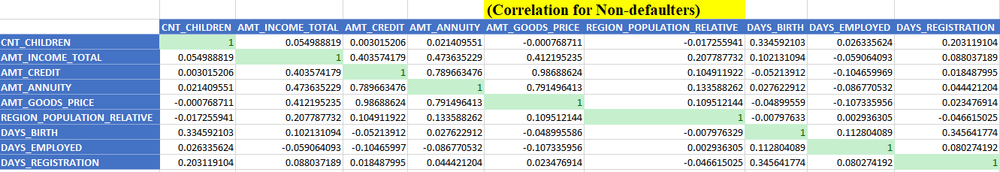 (Correlation for Non-defaulters)
CNT_CHILDREN AMT_INCOME_TOTAL AMT_CREDIT AMT_ANNUITY AMT_GOODS_PRICE REGION_POPULATION_RELATIVE DAYS_BIRTH DAYS_EMPLOYED DAYS_REGISTRATION
CNT_CHILDREN 1 0.054988819 0.003015206 0.021409551 -0.000768711 -0.017255941 0.334592103 0.026335624 0.203119104
AMT_INCOME_TOTAL 0.054988819 1 0.403574179 0.473635229 0.412195235 0.207787732 0.102131094 -0.059064093 0.088037189
AMT_CREDIT 0.003015206 0.403574179 1 0.789663476 0.98688624 0.104911922 -0.05213912 -0.104659969 0.018487995
AMT_ANNUITY 0.021409551 0.473635229 0.789663476 1 0.791496413 0.133588262 0.027622912 -0.086770532 0.044421204
AMT_GOODS_PRICE -0.000768711 0.412195235 0.98688624 0.791496413 1 0.109512144 -0.04899559 -0.107335956 0.023476914
REGION_POPULATION_RELATIVE -0.017255941 0.207787732 0.104911922 0.133588262 0.109512144 1 -0.00797633 0.002936305 -0.046615025
DAYS_BIRTH 0.334592103 0.102131094 -0.05213912 0.027622912 -0.048995586 -0.007976329 1 0.112804089 0.345641774
DAYS_EMPLOYED 0.026335624 -0.059064093 -0.10465997 -0.086770532 -0.107335956 0.002936305 0.112804089 1 0.080274192
DAYS_REGISTRATION 0.203119104 0.088037189 0.018487995 0.044421204 0.023476914 -0.046615025 0.345641774 0.080274192 1